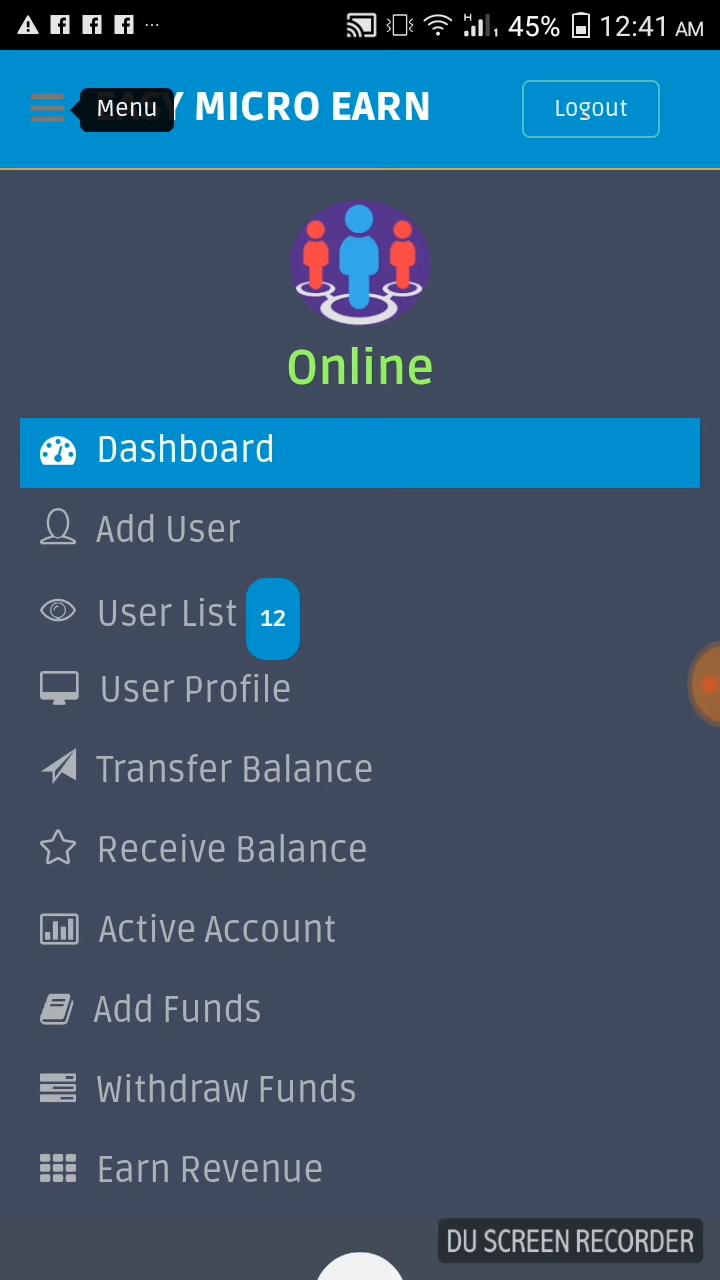 45% 12:41 AM
Menu
EASY MICRO EARN
Logout
Online
Dashboard
Add User
User List 12
User Profile
Transfer Balance
Receive Balance
Active Account
Add Funds
Withdraw Funds
Earn Revenue
DU SCREEN RECORDER